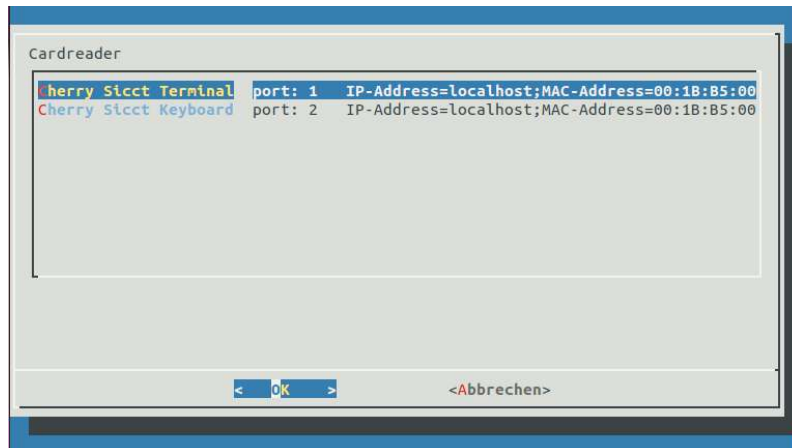 Cardreader
Cherry Sicct Terminal port: 1 IP-Address=localhost;MAC-Address=00:1B:B5:00
Cherry Sicct Keyboard port: 2 IP-Address=localhost;MAC-Address=00:1B:B5:00
< OK > <Abbrechen>